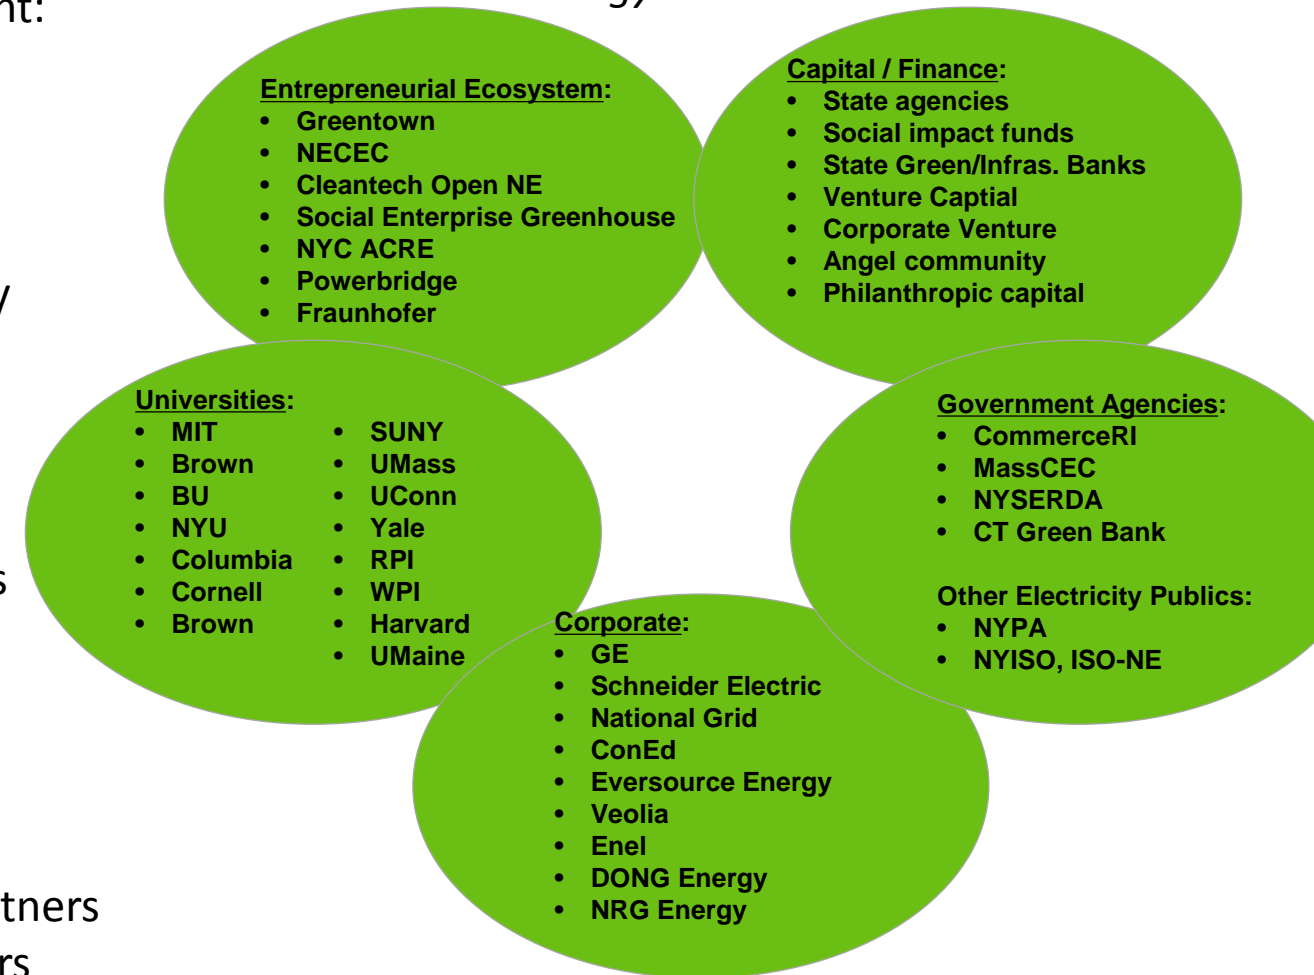 Entrepreneurial Ecosystem:
• Greentown
• NECEC
• Cleantech Open NE
• Social Enterprise Greenhouse
• NYC ACRE
• Powerbridge
• Fraunhofer
Capital / Finance:
• State agencies
• Social impact funds
• State Green/Infras. Banks
• Venture Captial
• Corporate Venture
• Angel community
• Philanthropic capital
Universities:
• MIT
• Brown
• BU
• NYU
• Columbia
• Cornell
• Brown
• SUNY
• UMass
• UConn
• Yale
• RPI
• WPI
• Harvard
• UMaine
Government Agencies:
• CommerceRI
• MassCEC
• NYSERDA
• CT Green Bank
Other Electricity Publics:
• NYPA
• NYISO, ISO-NE
Corporate:
• GE
• Schneider Electric
• National Grid
• ConEd
• Eversource Energy
• Veolia
• Enel
• DONG Energy
• NRG Energy